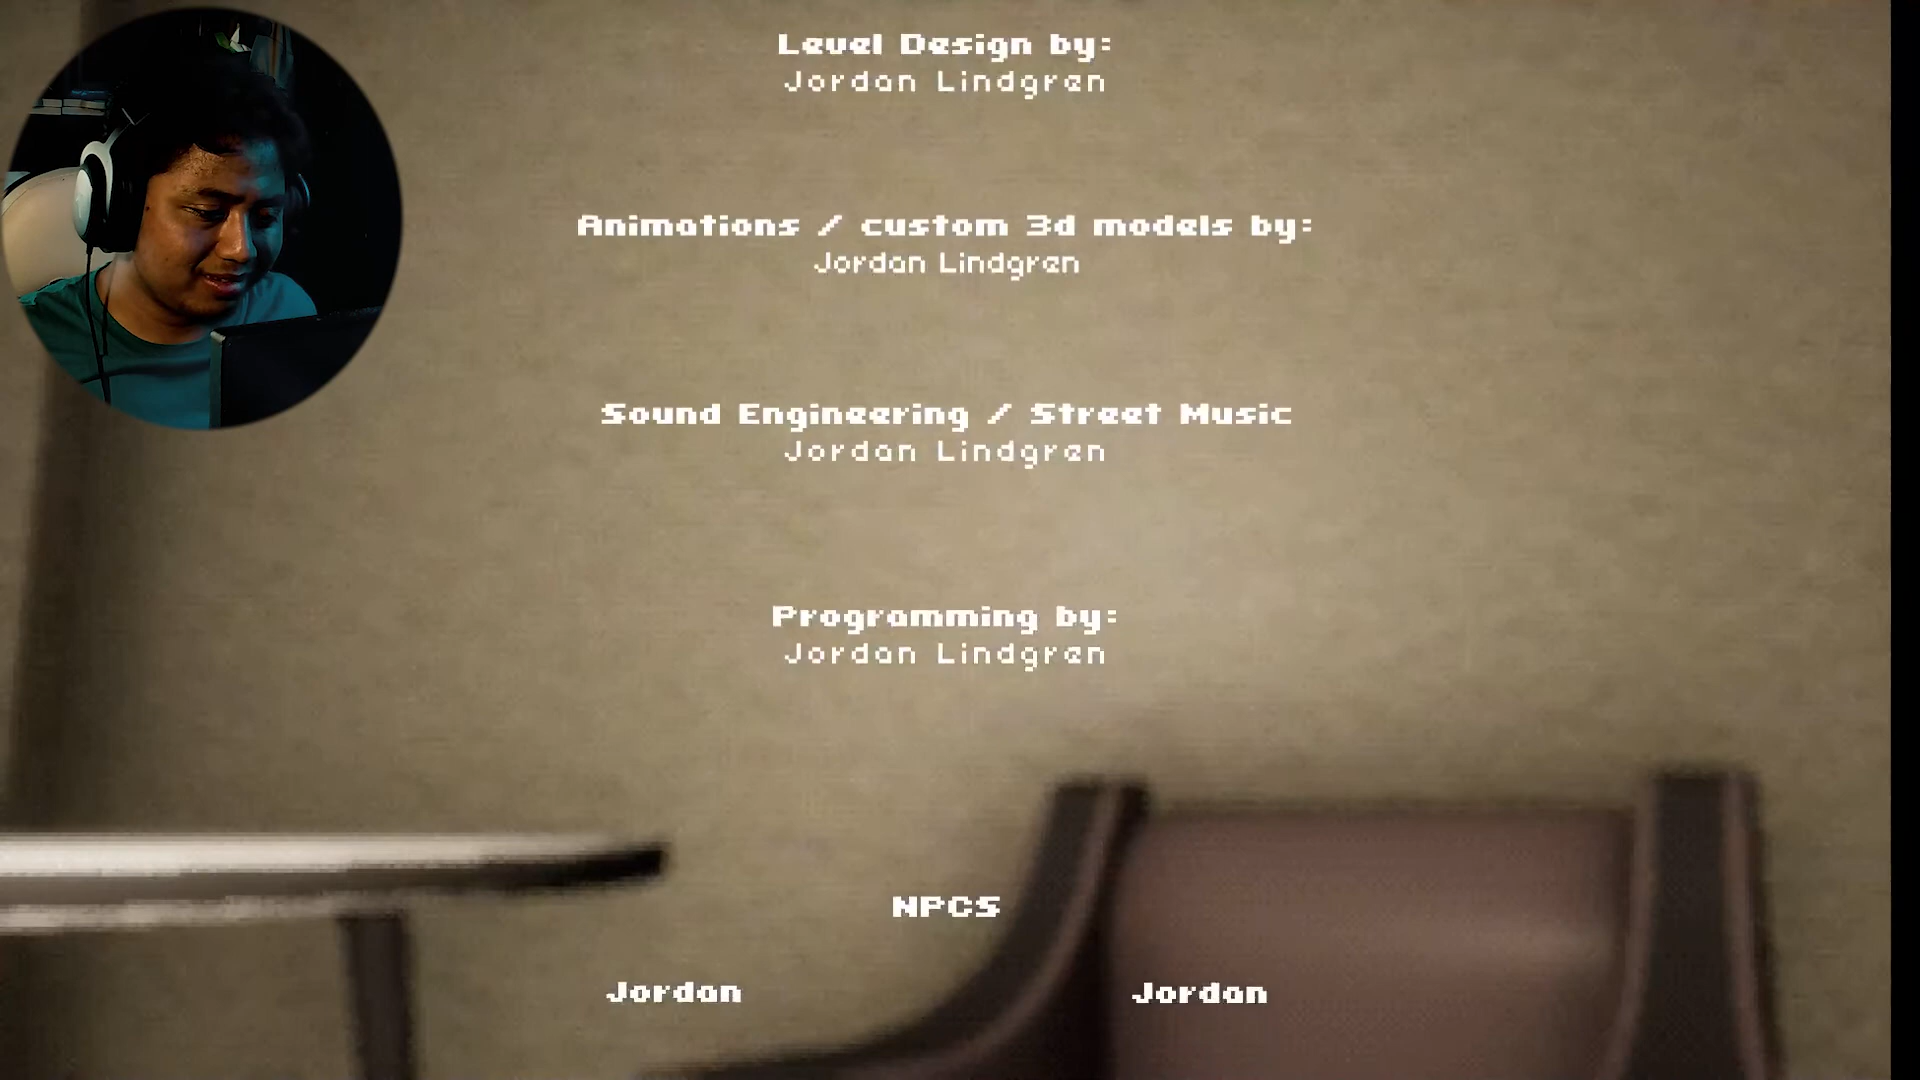 Level Design by:
Jordan Lindgren
Animations / custom 3d models by:
Jordan Lindgren
Sound Engineering / Street Music
Jordan Lindgren
Programming by:
Jordan Lindgren
NPCS
Jordan
Jordan